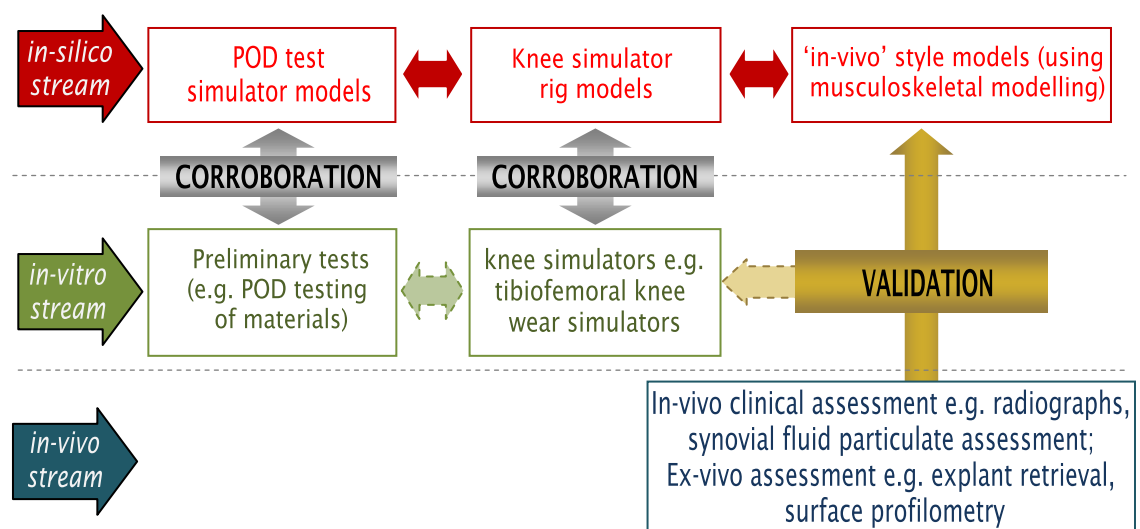 in-silico
stream
POD test
simulator models
Knee simulator
rig models
‘in-vivo’ style models (using
musculoskeletal modelling)
CORROBORATION
CORROBORATION
in-vitro
stream
Preliminary tests
(e.g. POD testing
of materials)
knee simulators e.g.
tibiofemoral knee
wear simulators
VALIDATION
in-vivo
stream
In-vivo clinical assessment e.g. radiographs,
synovial fluid particulate assessment;
Ex-vivo assessment e.g. explant retrieval,
surface profilometry